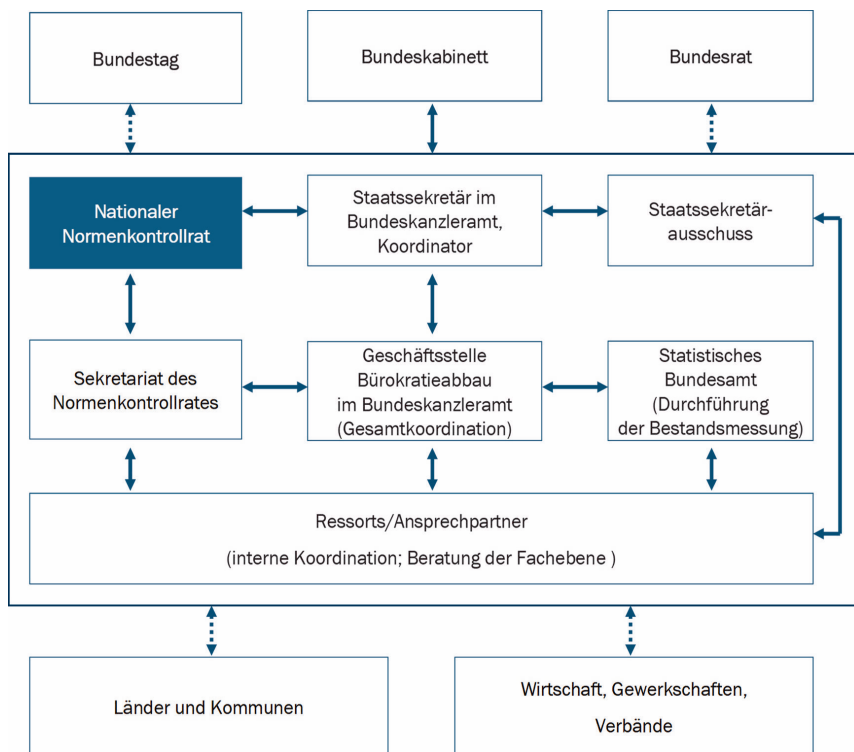 Bundestag
Bundeskabinett
Bundesrat
Nationaler
Normenkontrollrat
Staatssekretär im
Bundeskanzleramt,
Koordinator
Staatssekretär-
ausschuss
Sekretariat des
Normenkontrollrates
Geschäftsstelle
Bürokratieabbau
im Bundeskanzleramt
(Gesamtkoordination)
Statistisches
Bundesamt
(Durchführung
der Bestandsmessung)
Ressorts/Ansprechpartner
(interne Koordination; Beratung der Fachebene )
Länder und Kommunen
Wirtschaft, Gewerkschaften,
Verbände